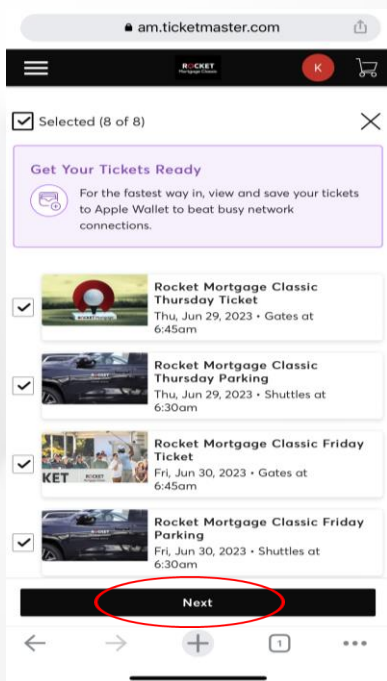 am.ticketmaster.com
ROCKET
Mortgage Classic
K
Selected (8 of 8)
Get Your Tickets Ready
For the fastest way in, view and save your tickets
to Apple Wallet to beat busy network
connections.
Rocket Mortgage Classic
Thursday Ticket
Thu, Jun 29, 2023 • Gates at
6:45am
Rocket Mortgage Classic
Thursday Parking
Thu, Jun 29, 2023 • Shuttles at
6:30am
Rocket Mortgage Classic Friday
Ticket
Fri, Jun 30, 2023 • Gates at
6:45am
KET
ROCKET
Rocket Mortgage Classic Friday
Parking
Fri, Jun 30, 2023 • Shuttles at
6:30am
Next
1